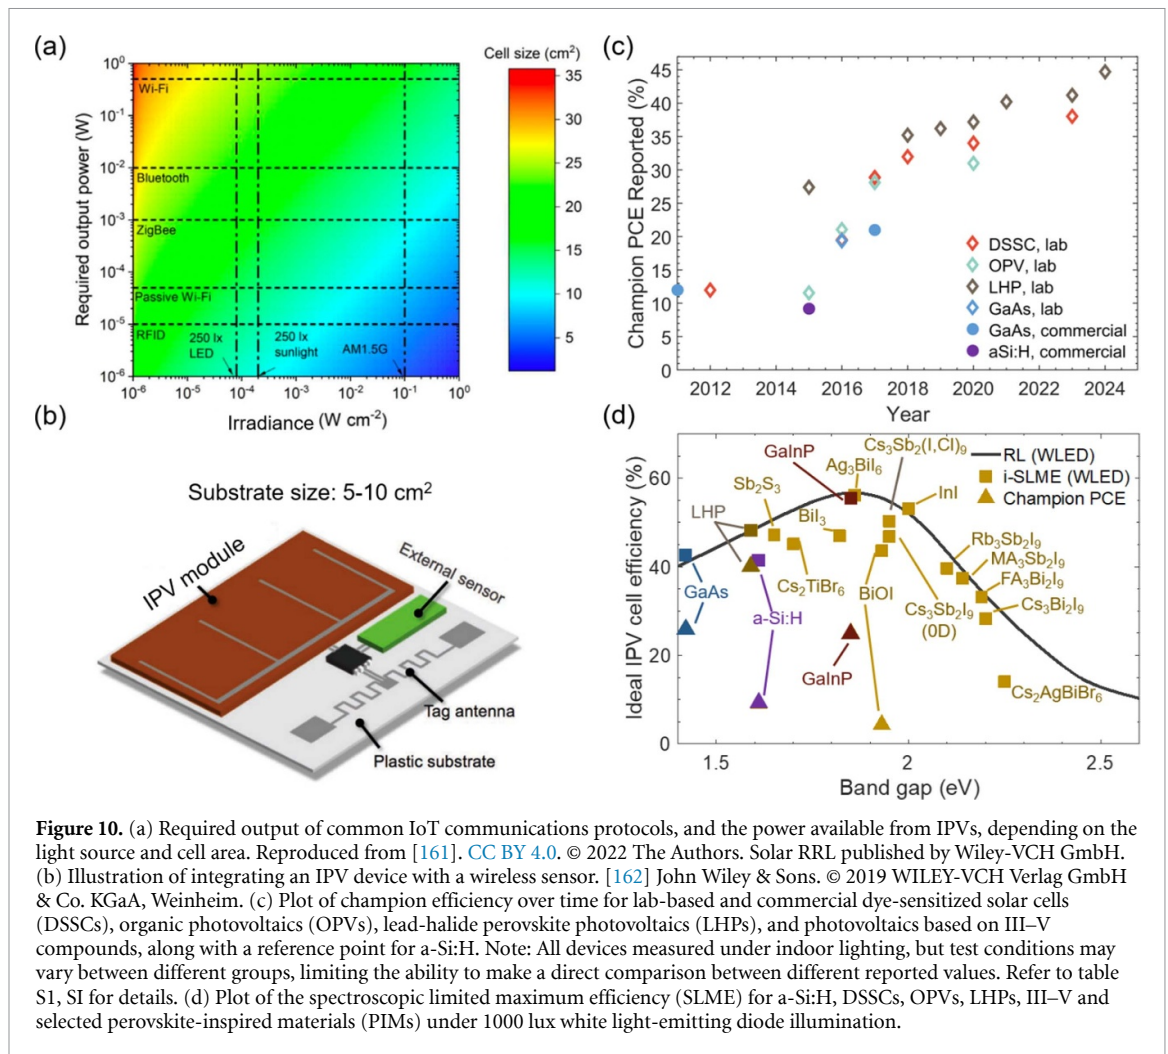 (a)
Cell size (cm²)
35
30
25
20
15
10
5
Required output power (W)
10⁰
10⁻¹
10⁻²
10⁻³
10⁻⁴
10⁻⁵
10⁻⁶
Wi-Fi
Bluetooth
ZigBee
Passive Wi-Fi
RFID
250 lx
LED
250 lx
sunlight
AM1.5G
10⁻⁶ 10⁻⁵ 10⁻⁴ 10⁻³ 10⁻² 10⁻¹ 10⁰
Irradiance (W cm⁻²)
(b)
Substrate size: 5-10 cm²
IPV module
External sensor
Tag antenna
Plastic substrate
(c)
Champion PCE Reported (%)
45
40
35
30
25
20
15
10
5
0
DSSC, lab
OPV, lab
LHP, lab
GaAs, lab
GaAs, commercial
aSi:H, commercial
2012 2014 2016 2018 2020 2022 2024
Year
(d)
Ideal IPV cell efficiency (%)
60
40
20
0
RL (WLED)
i-SLME (WLED)
Champion PCE
Cs₃Sb₂(I,Cl)₉
GaInP
Ag₃BiI₆
Sb₂S₃
InI
LHP
BiI₃
Rb₃Sb₂I₉
MA₃Sb₂I₉
FA₃Bi₂I₉
Cs₃Bi₂I₉
Cs₂TiBr₆
BiOI
GaAs
a-Si:H
Cs₃Sb₂I₉
(0D)
GaInP
Cs₂AgBiBr₆
1.5 2 2.5
Band gap (eV)
Figure 10. (a) Required output of common IoT communications protocols, and the power available from IPVs, depending on the
light source and cell area. Reproduced from [161]. CC BY 4.0. © 2022 The Authors. Solar RRL published by Wiley-VCH GmbH.
(b) Illustration of integrating an IPV device with a wireless sensor. [162] John Wiley & Sons. © 2019 WILEY-VCH Verlag GmbH
& Co. KGaA, Weinheim. (c) Plot of champion efficiency over time for lab-based and commercial dye-sensitized solar cells
(DSSCs), organic photovoltaics (OPVs), lead-halide perovskite photovoltaics (LHPs), and photovoltaics based on III–V
compounds, along with a reference point for a-Si:H. Note: All devices measured under indoor lighting, but test conditions may
vary between different groups, limiting the ability to make a direct comparison between different reported values. Refer to table
S1, SI for details. (d) Plot of the spectroscopic limited maximum efficiency (SLME) for a-Si:H, DSSCs, OPVs, LHPs, III–V and
selected perovskite-inspired materials (PIMs) under 1000 lux white light-emitting diode illumination.